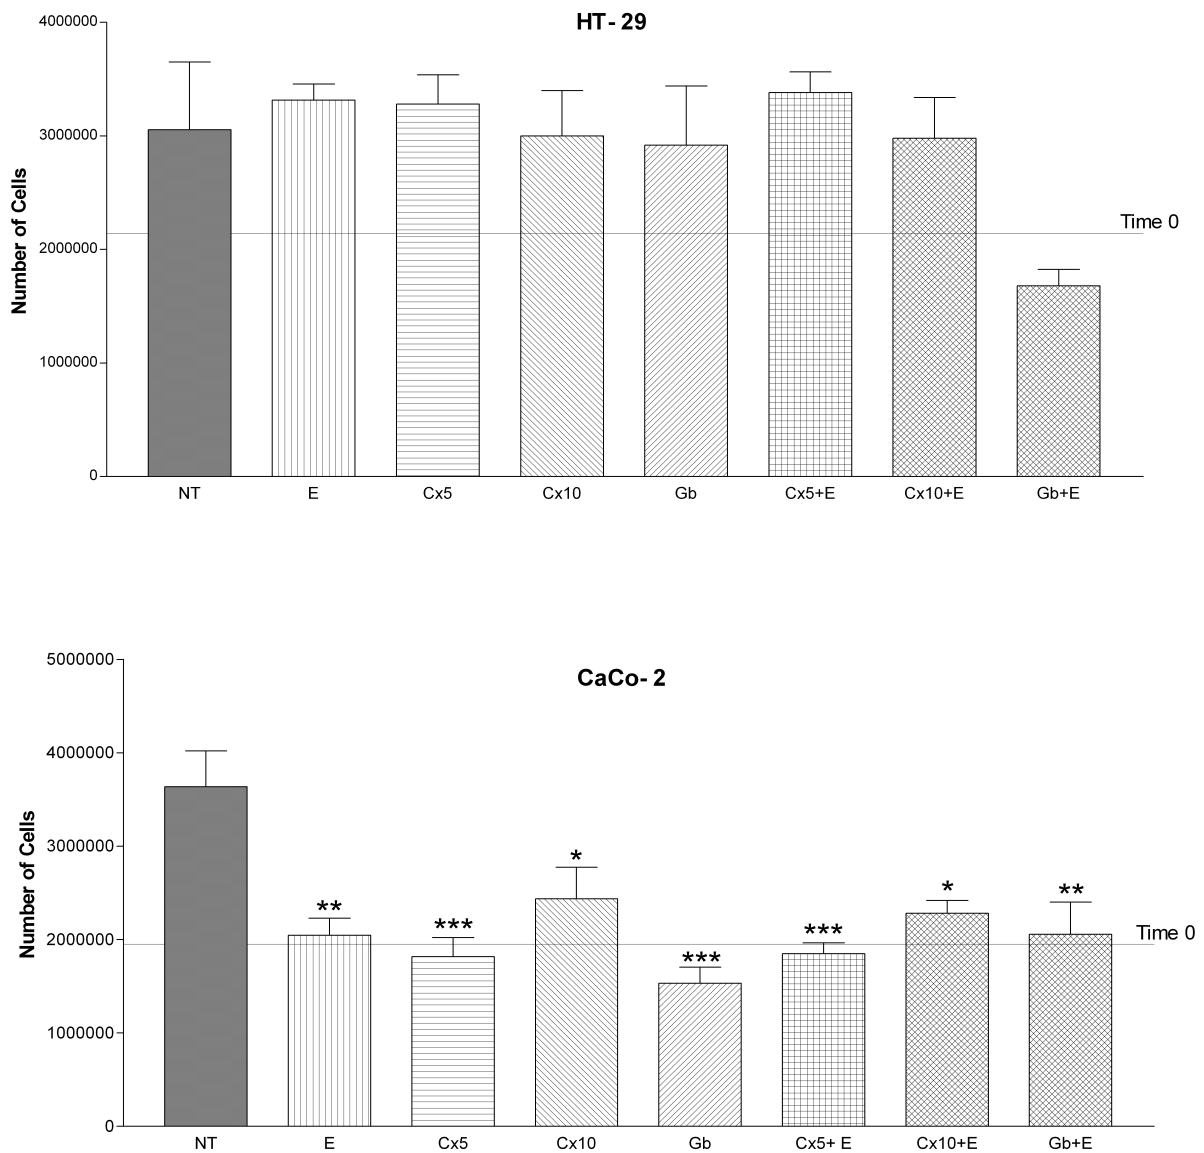 HT- 29
4000000
3000000
2000000
1000000
0
Number of Cells
Time 0
NT E Cx5 Cx10 Gb Cx5+E Cx10+E Gb+E
CaCo- 2
5000000
4000000
3000000
2000000
1000000
0
Number of Cells
** *** * *** *** * **
Time 0
NT E Cx5 Cx10 Gb Cx5+ E Cx10+E Gb+E